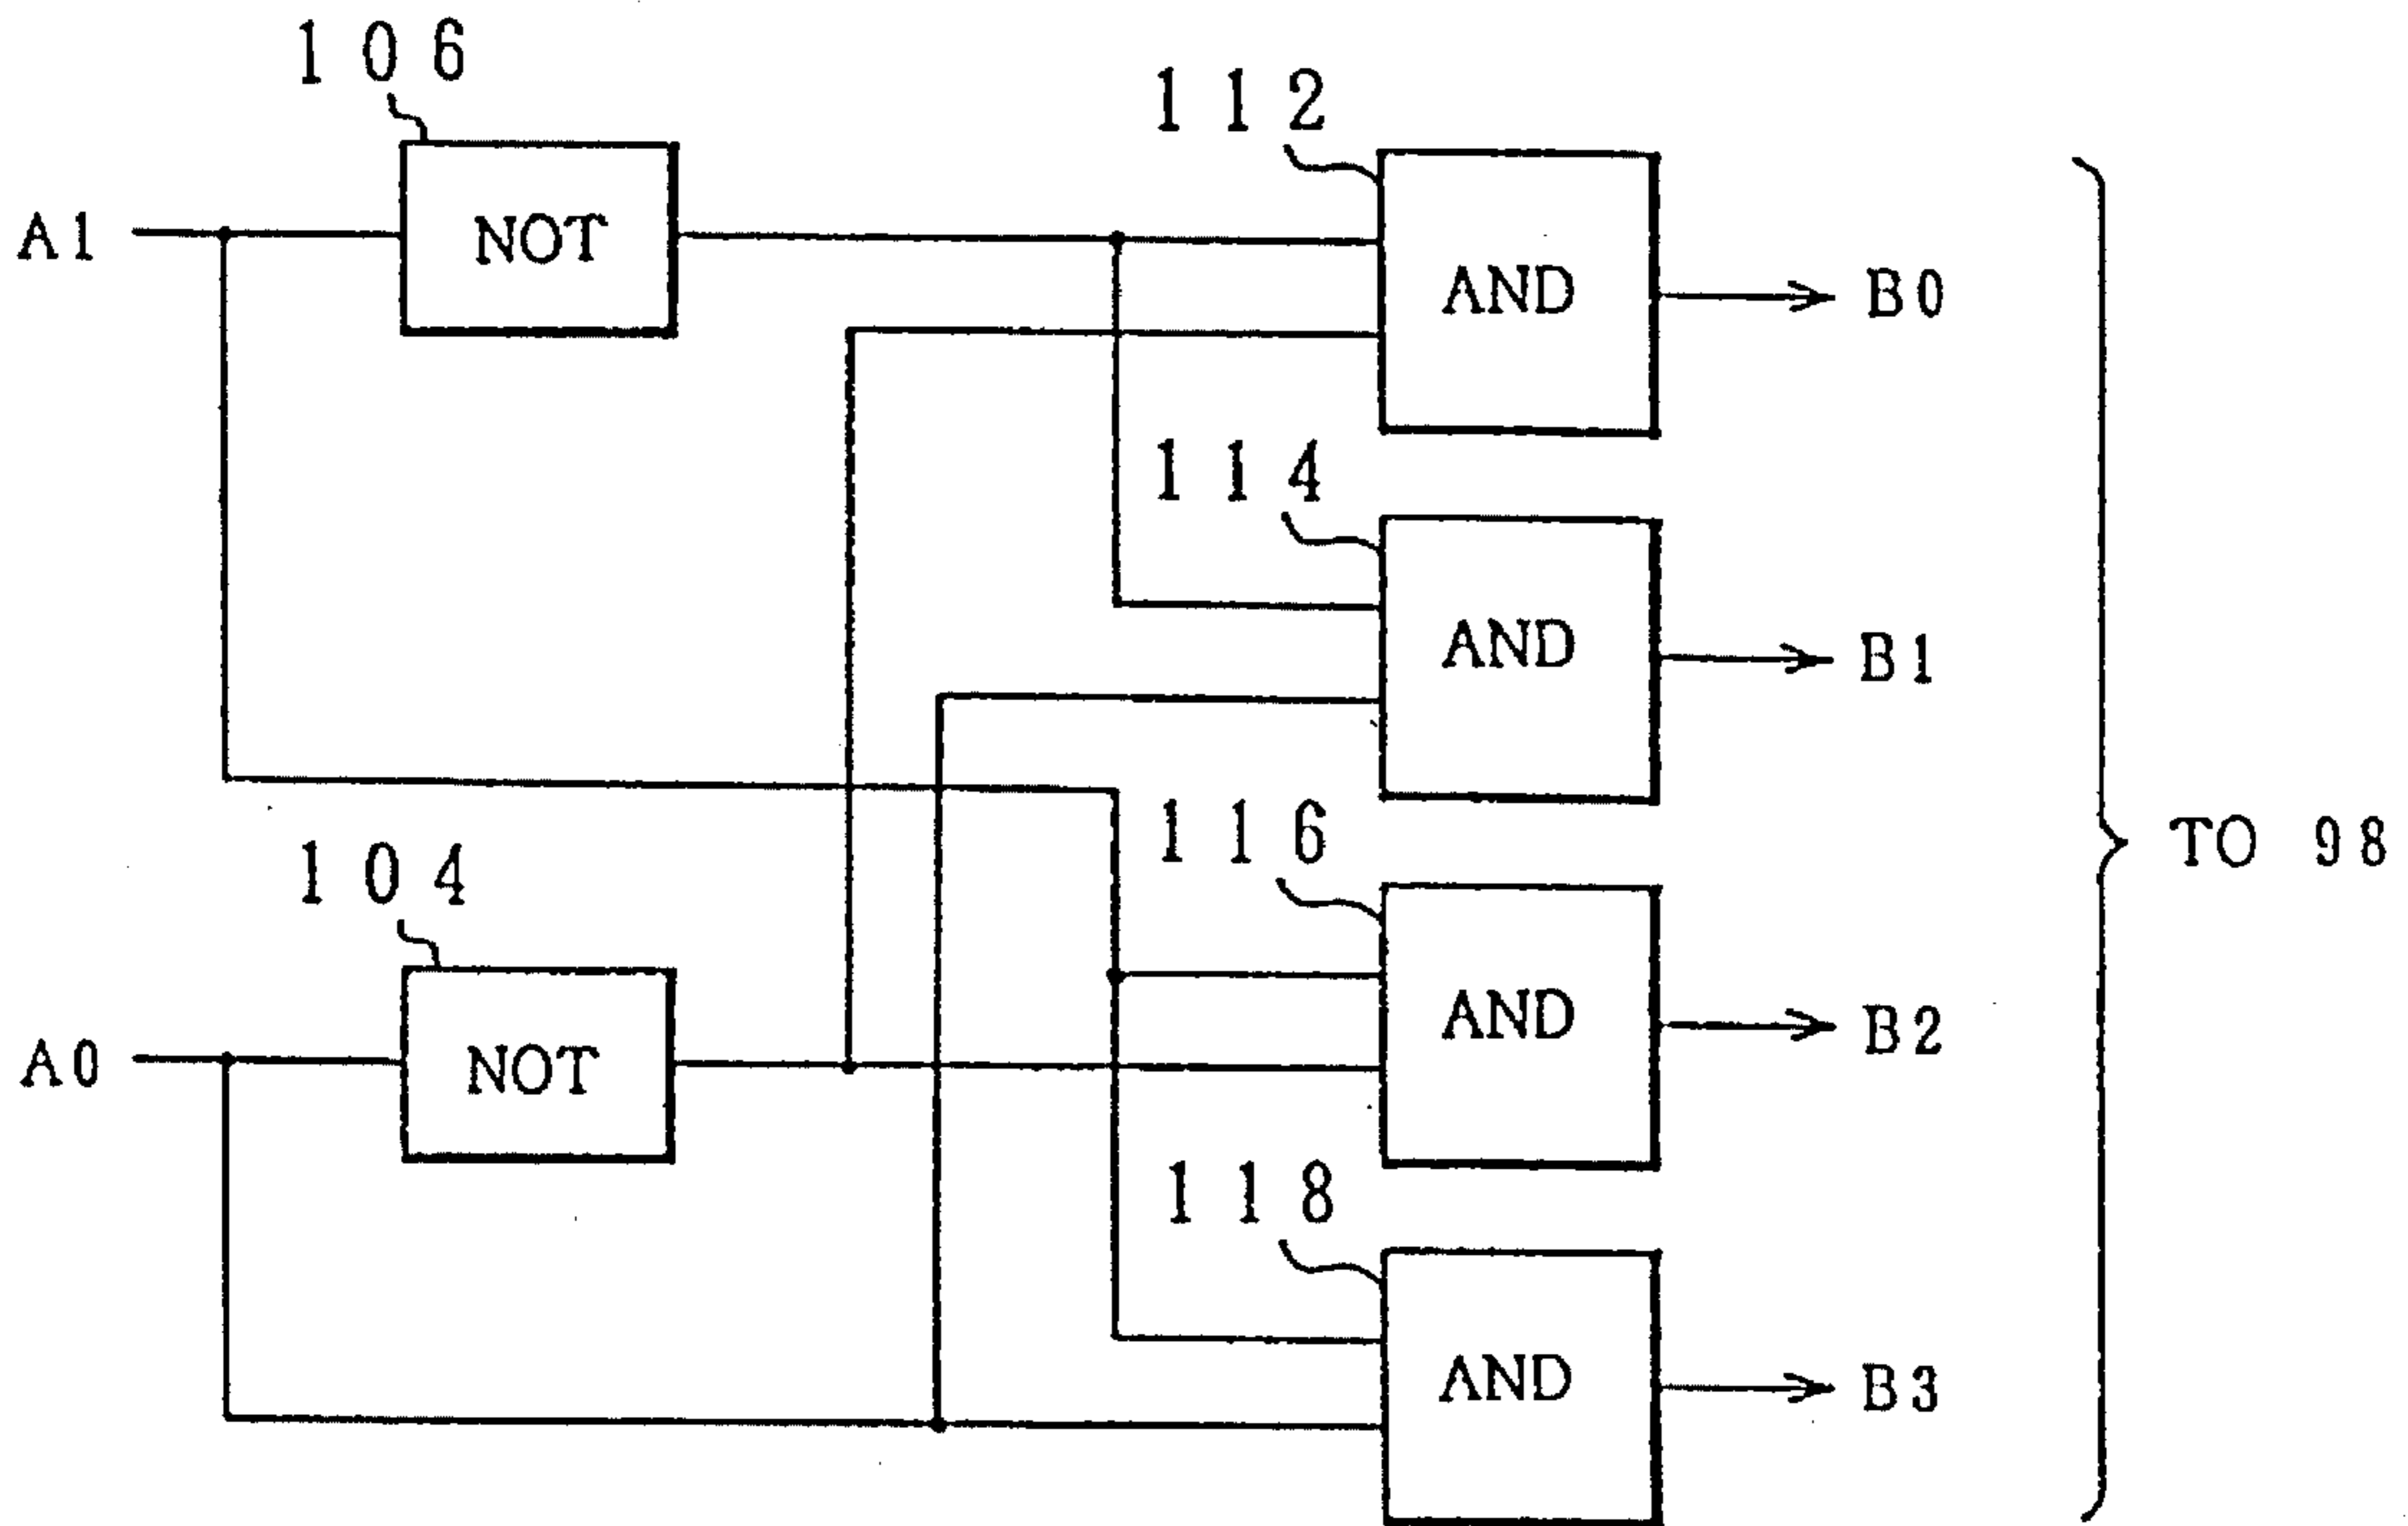 106
112
A1
NOT
AND
B0
114
AND
B1
116
TO 98
104
AND
B2
A0
NOT
118
AND
B3